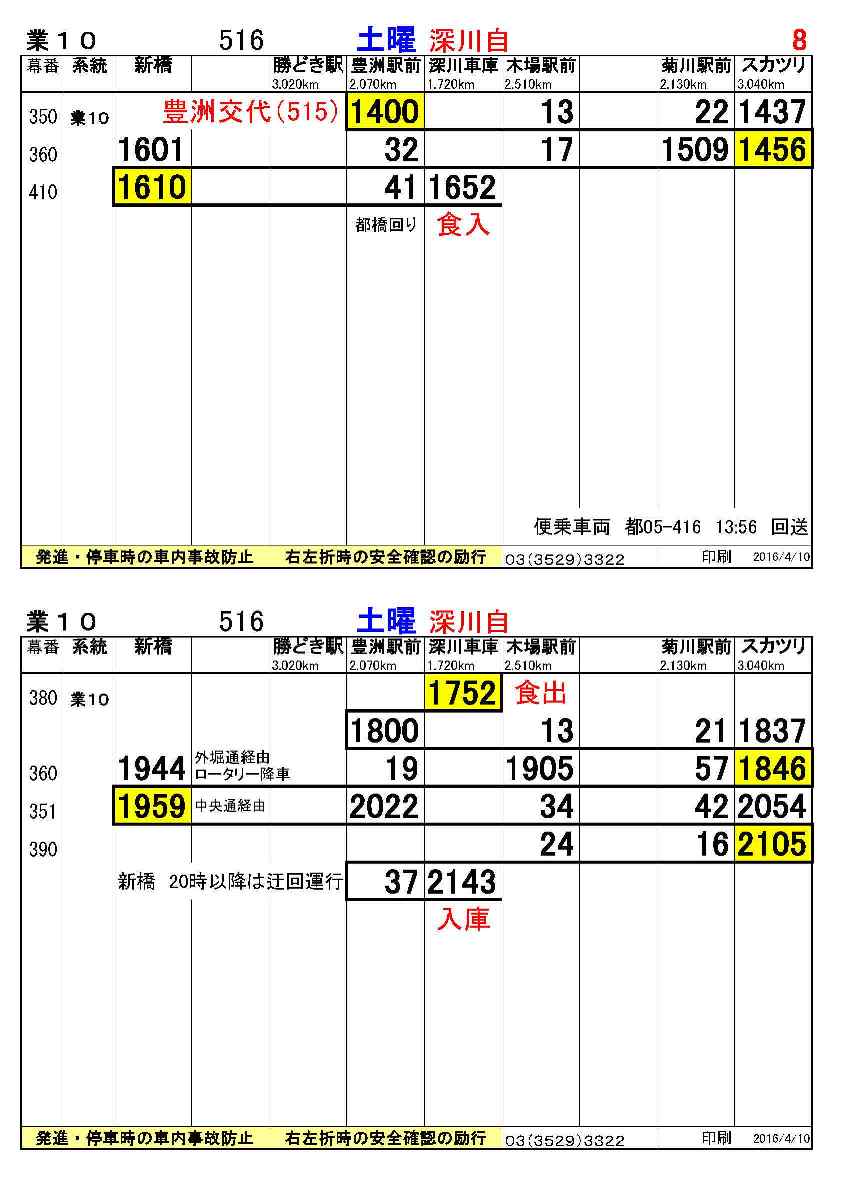 業１０ 516 土曜 深川自 8
幕番 系統 新橋 勝どき駅 豊洲駅前 深川車庫 木場駅前 菊川駅前 スカツリ
3.020km 2.070km 1.720km 2.510km 2.130km 3.040km
350 業10 豊洲交代(515) 1400 13 22 1437
360 1601 32 17 1509 1456
410 1610 41 1652
都橋回り 食入
便乗車両 都05-416 13:56 回送
発進・停車時の車内事故防止 右左折時の安全確認の励行 03(3529)3322 印刷 2016/4/10
業１０ 516 土曜 深川自
幕番 系統 新橋 勝どき駅 豊洲駅前 深川車庫 木場駅前 菊川駅前 スカツリ
3.020km 2.070km 1.720km 2.510km 2.130km 3.040km
380 業10 1752 食出
1800 13 21 1837
360 1944 外堀通経由 19 1905 57 1846
ロータリー降車
351 1959 中央通経由 2022 34 42 2054
390 24 16 2105
新橋 20時以降は迂回運行 37 2143
入庫
発進・停車時の車内事故防止 右左折時の安全確認の励行 03(3529)3322 印刷 2016/4/10